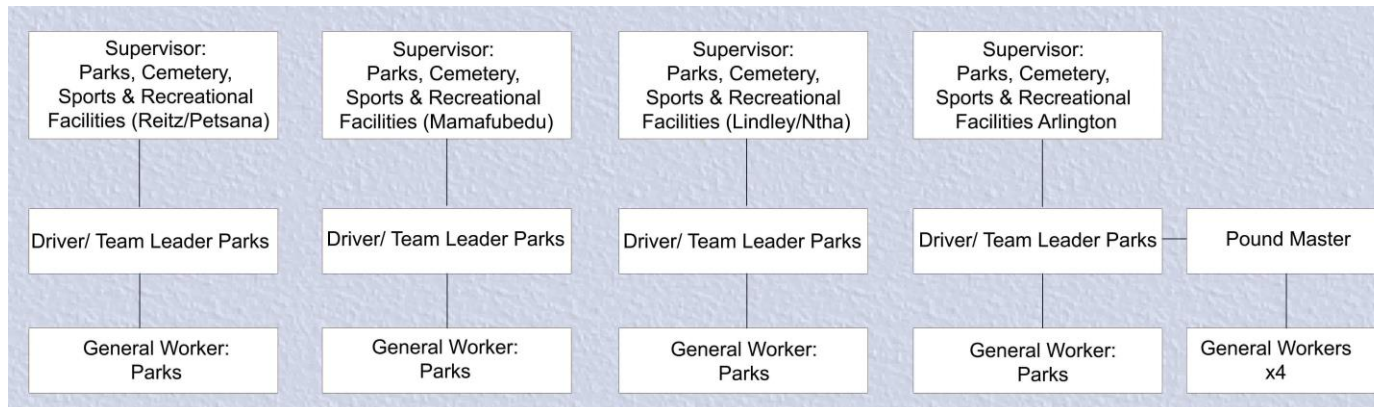 Supervisor:
Parks, Cemetery,
Sports & Recreational
Facilities (Reitz/Petsana)
Supervisor:
Parks, Cemetery,
Sports & Recreational
Facilities (Mamafubedu)
Supervisor:
Parks, Cemetery,
Sports & Recreational
Facilities (Lindley/Ntha)
Supervisor:
Parks, Cemetery,
Sports & Recreational
Facilities Arlington
Driver/ Team Leader Parks
Driver/ Team Leader Parks
Driver/ Team Leader Parks
Driver/ Team Leader Parks
Pound Master
General Worker:
Parks
General Worker:
Parks
General Worker:
Parks
General Worker:
Parks
General Workers
x4